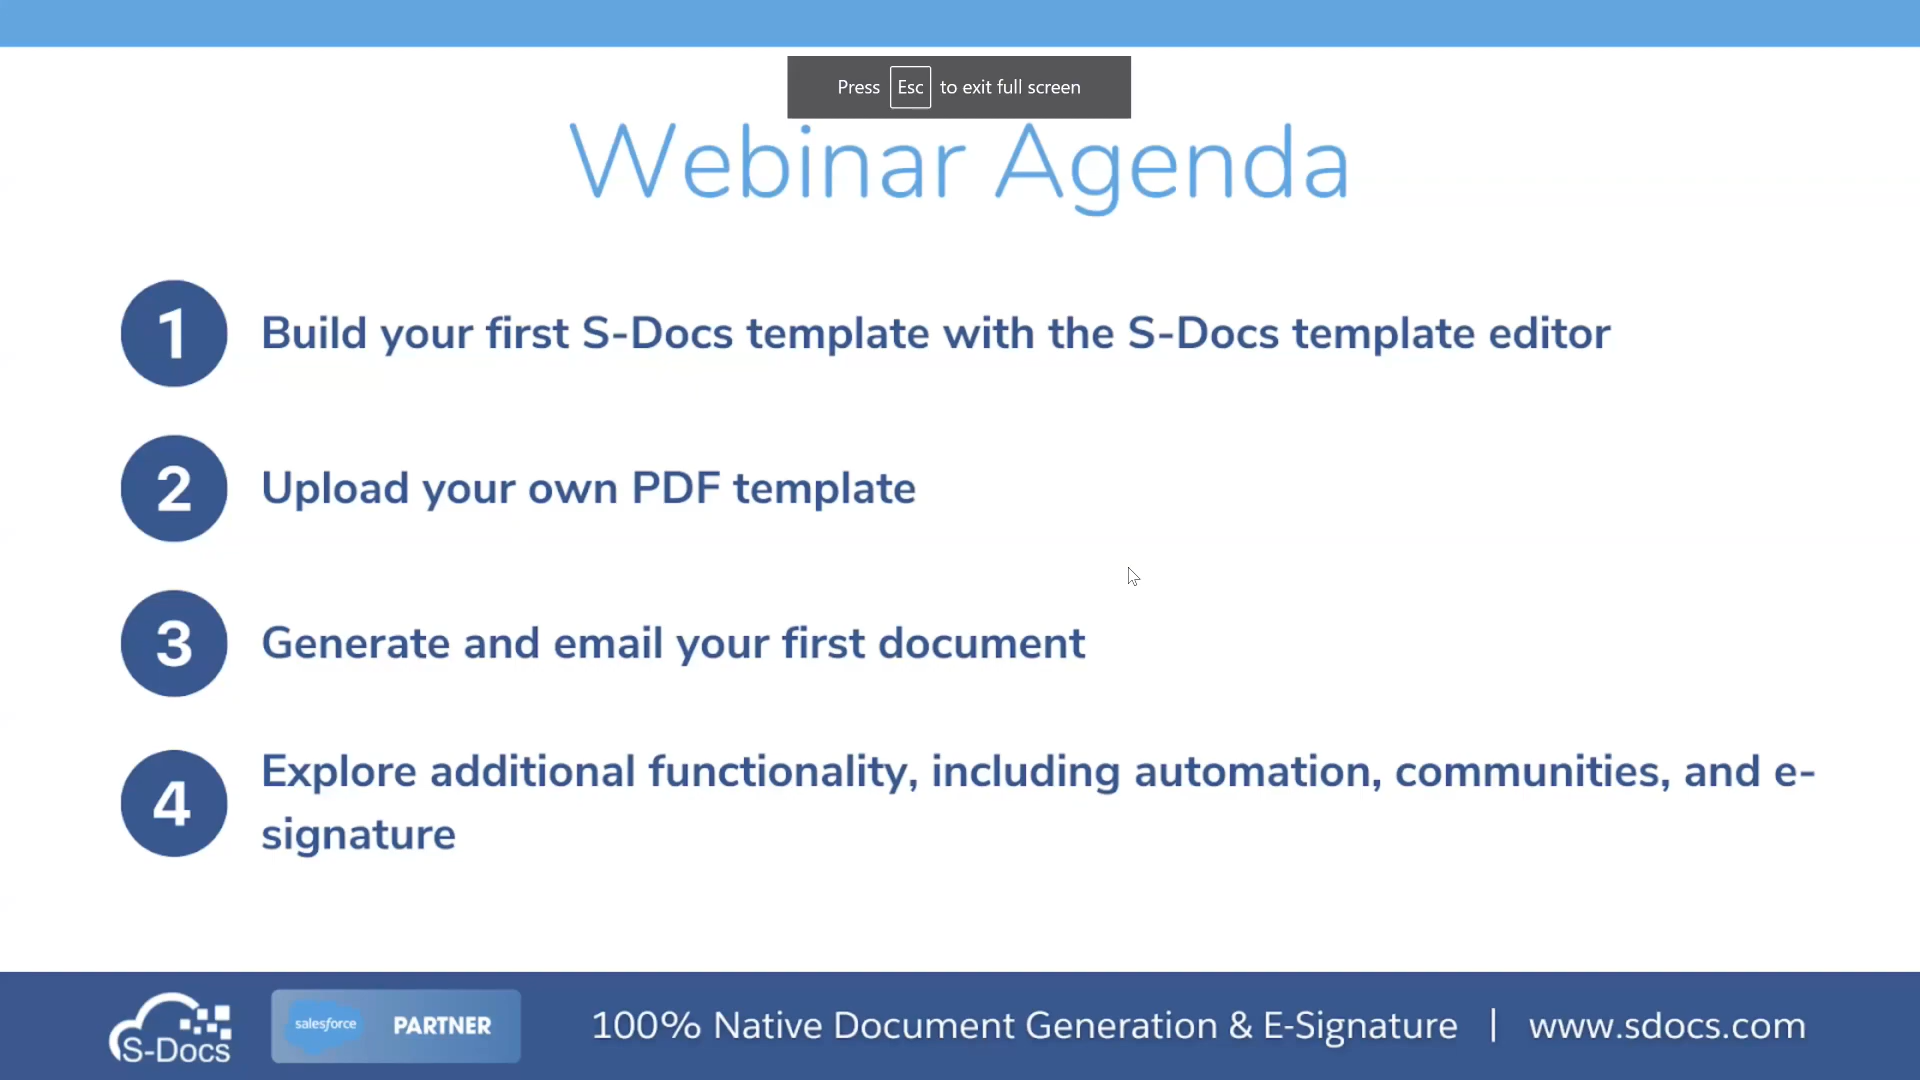 Press Esc to exit full screen
Webinar Agenda
1 Build your first S-Docs template with the S-Docs template editor
2 Upload your own PDF template
3 Generate and email your first document
4 Explore additional functionality, including automation, communities, and e-
signature
S-Docs salesforce PARTNER 100% Native Document Generation & E-Signature | www.sdocs.com